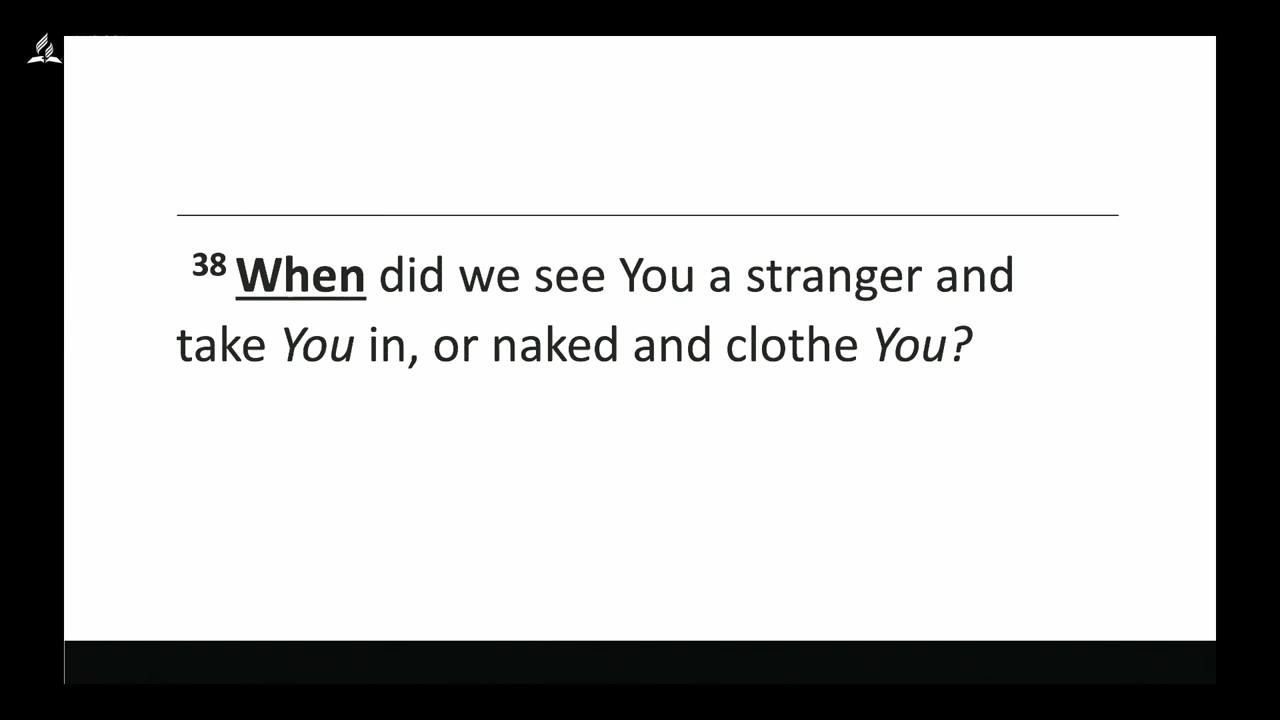 38 When did we see You a stranger and
take You in, or naked and clothe You?